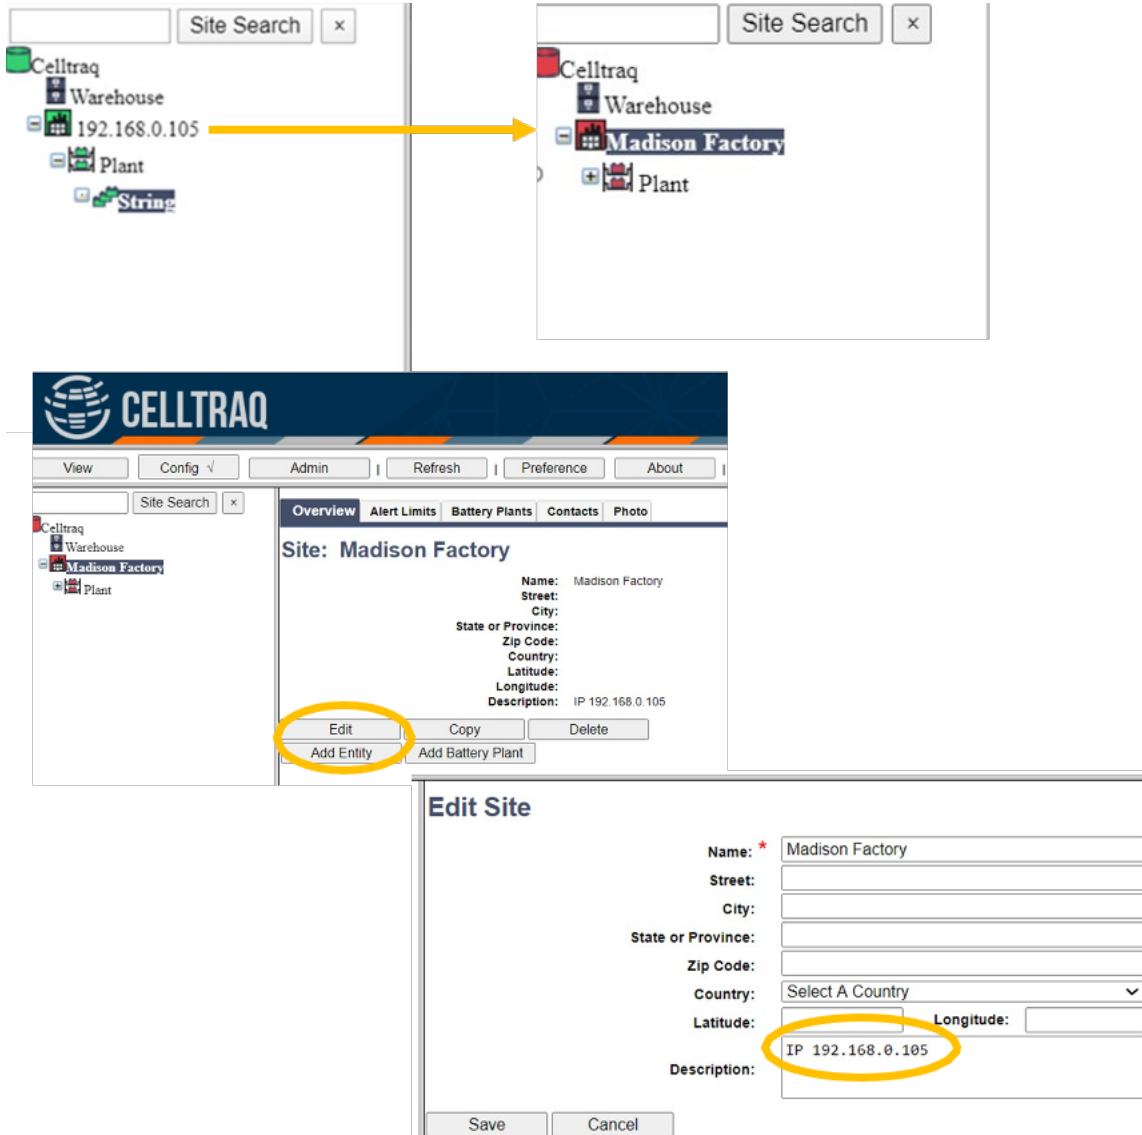 Site Search ×
Celltraq
Warehouse
192.168.0.105
Plant
String
Site Search ×
Celltraq
Warehouse
Madison Factory
Plant
CELLTRAQ
View Config √ Admin | Refresh | Preference About |
Site Search ×
Celltraq
Warehouse
Madison Factory
Plant
Overview Alert Limits Battery Plants Contacts Photo
Site: Madison Factory
Name: Madison Factory
Street:
City:
State or Province:
Zip Code:
Country:
Latitude:
Longitude:
Description: IP 192.168.0.105
Edit Copy Delete
Add Entity Add Battery Plant
Edit Site
Name: * Madison Factory
Street:
City:
State or Province:
Zip Code:
Country: Select A Country
Latitude: Longitude:
Description: IP 192.168.0.105
Save Cancel